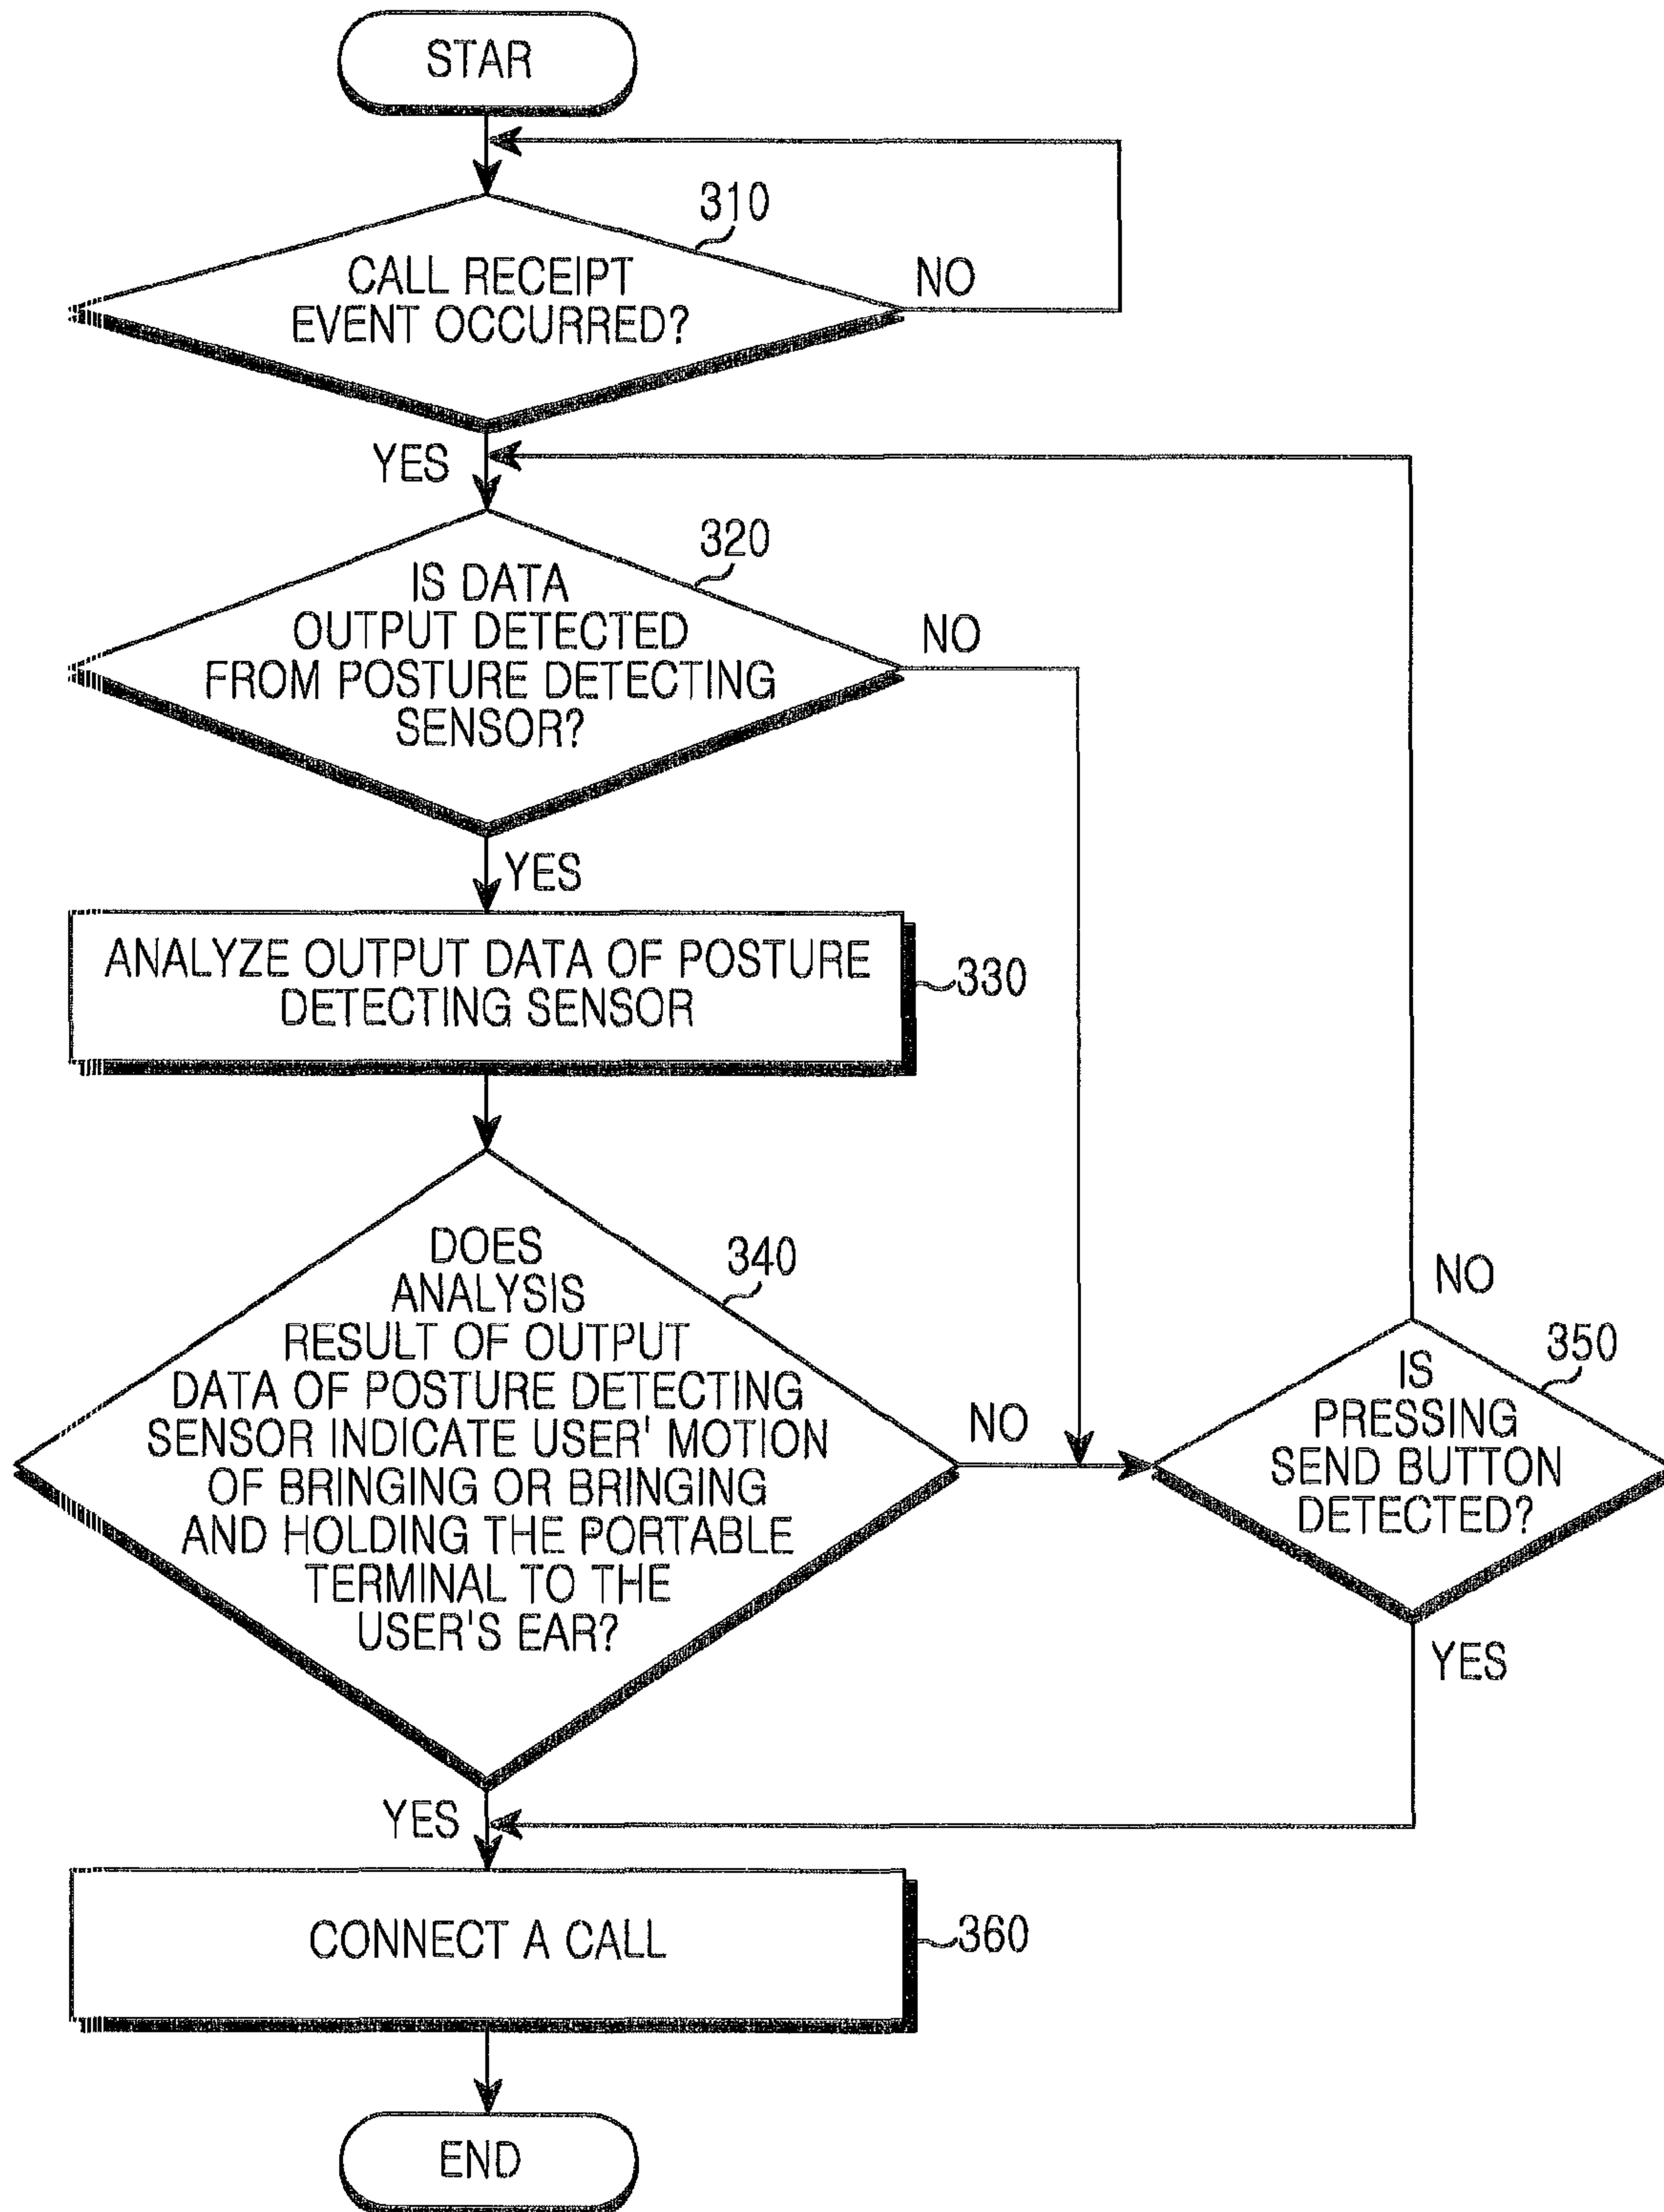 STAR
310
CALL RECEIPT
EVENT OCCURRED?
NO
YES
320
IS DATA
OUTPUT DETECTED
FROM POSTURE DETECTING
SENSOR?
NO
YES
ANALYZE OUTPUT DATA OF POSTURE
DETECTING SENSOR
330
DOES
ANALYSIS
RESULT OF OUTPUT
DATA OF POSTURE DETECTING
SENSOR INDICATE USER' MOTION
OF BRINGING OR BRINGING
AND HOLDING THE PORTABLE
TERMINAL TO THE
USER'S EAR?
340
NO
NO
350
IS
PRESSING
SEND BUTTON
DETECTED?
YES
YES
CONNECT A CALL
360
END